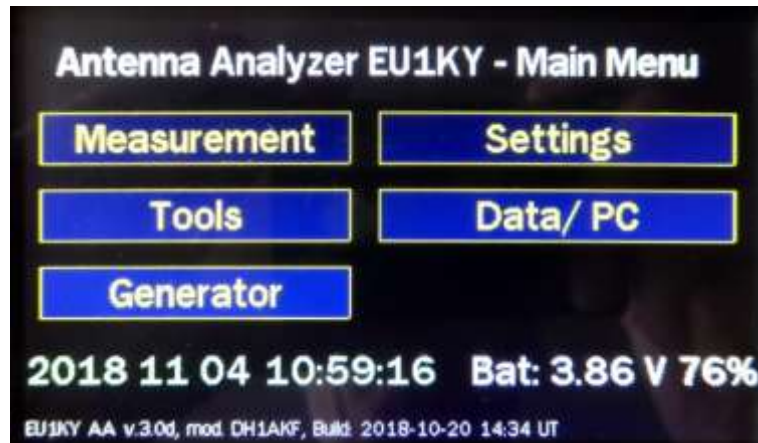 Antenna Analyzer EU1KY - Main Menu
Measurement Settings
Tools Data/ PC
Generator
2018 11 04 10:59:16 Bat: 3.86 V 76%
EU1KY AA v.3.0d, mod. DH1AKF, Build: 2018-10-20 14:34 UT